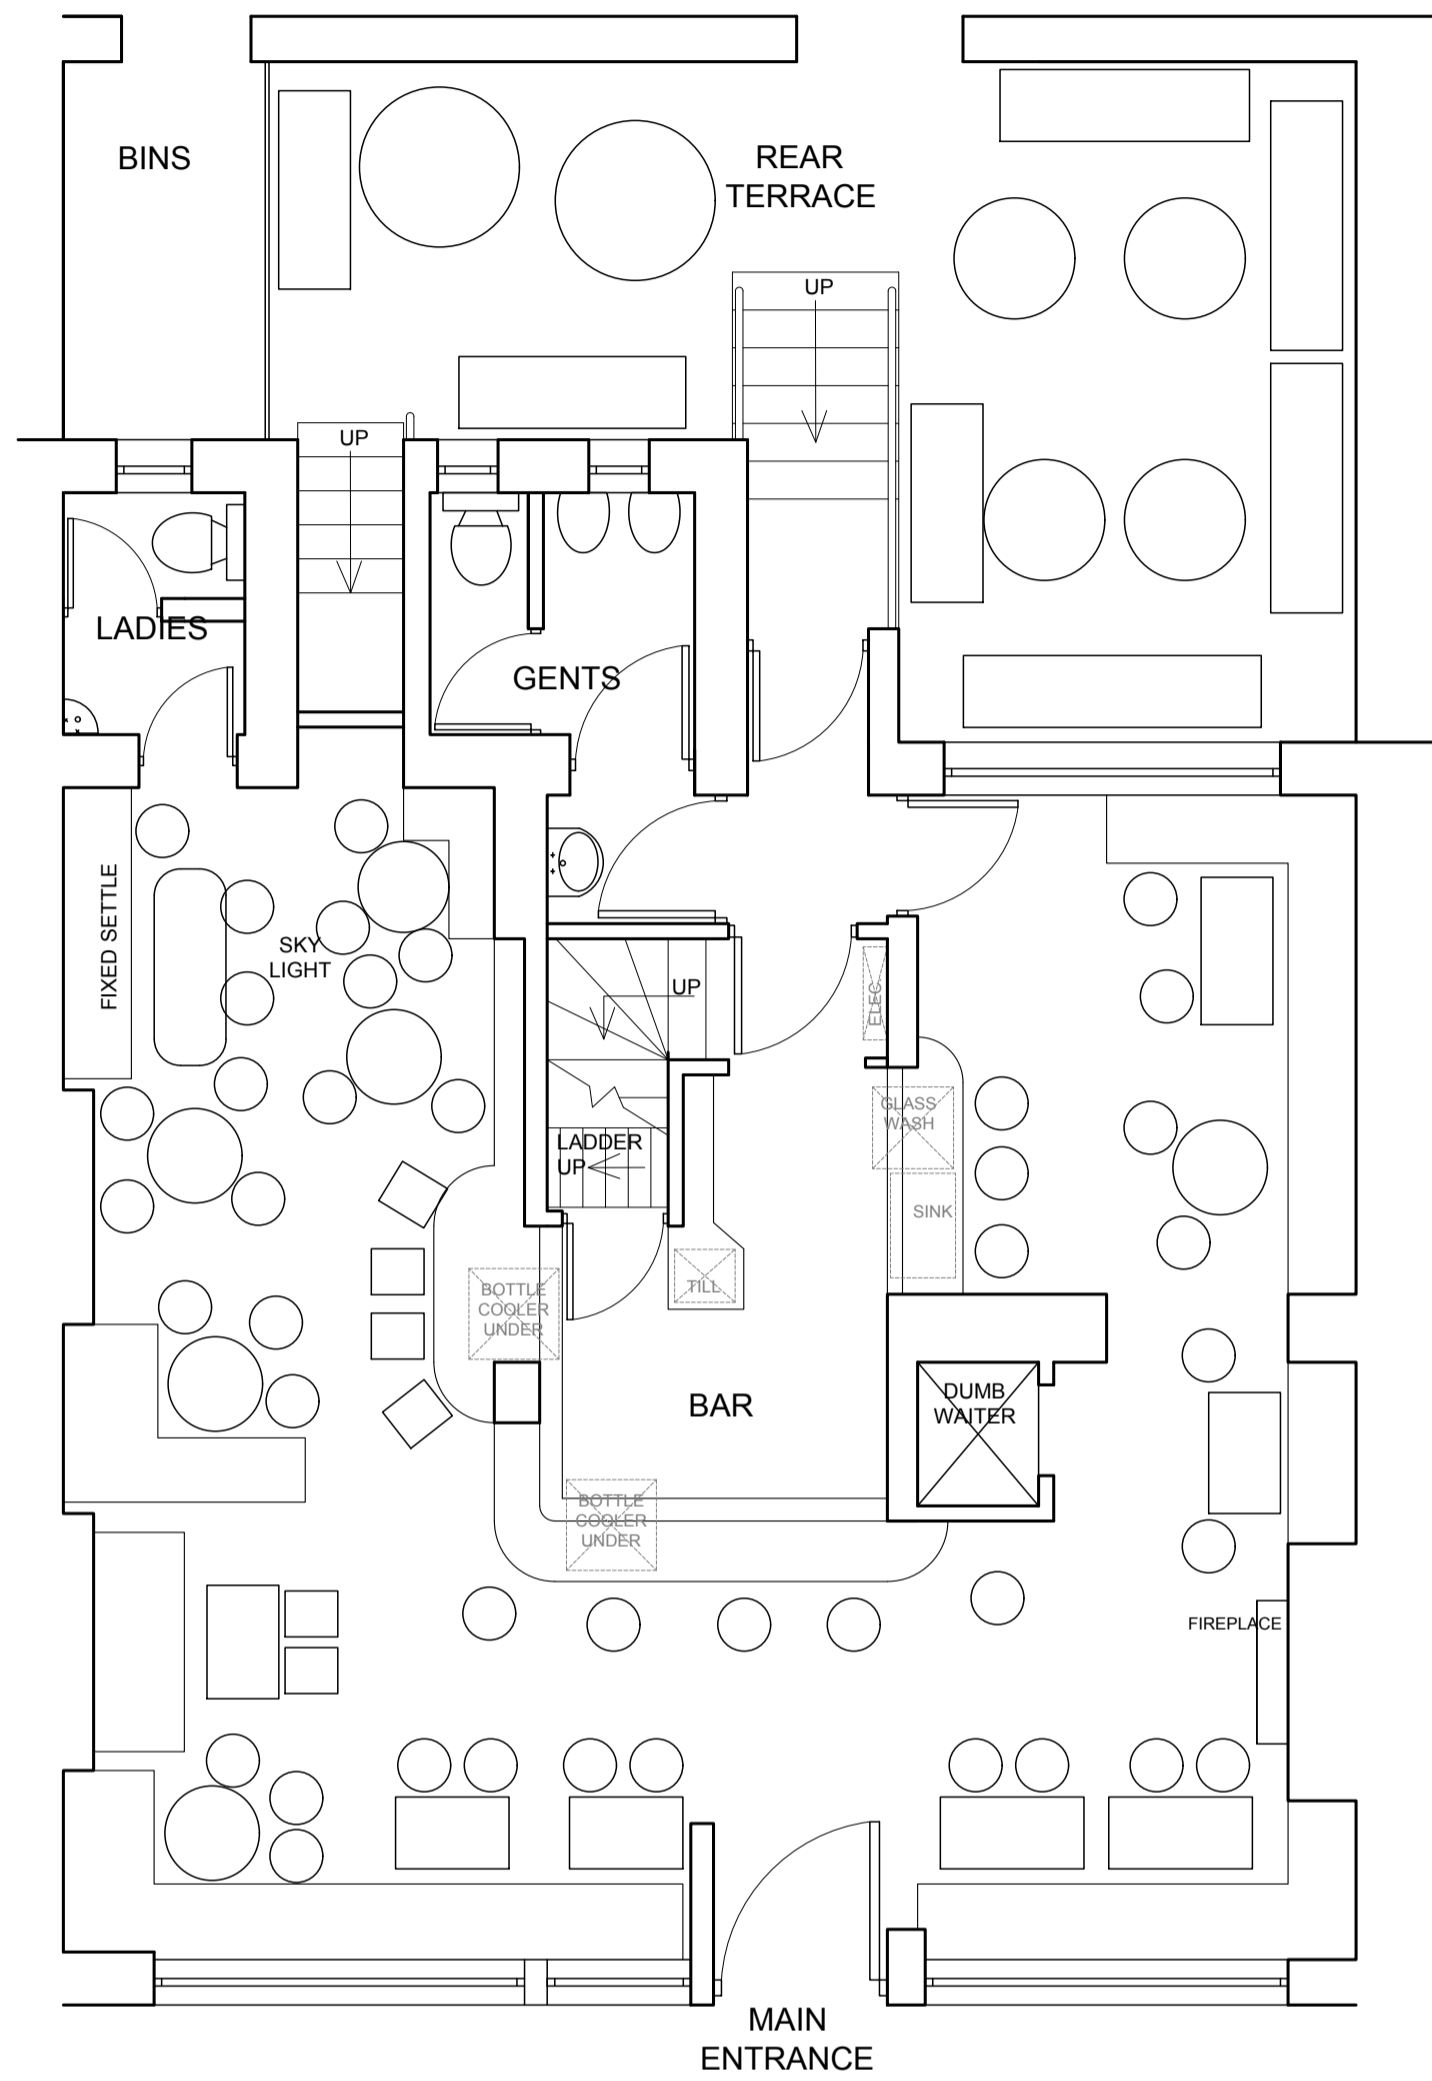 BINS
REAR
TERRACE
UP
UP
LADIES
GENTS
FIXED SETTLE
SKY
LIGHT
UP
ELEC
GLASS
WASH
LADDER
UP
SINK
BOTTLE
COOLER
UNDER
TILL
DUMB
WAITER
BAR
BOTTLE
COOLER
UNDER
FIREPLACE
MAIN
ENTRANCE